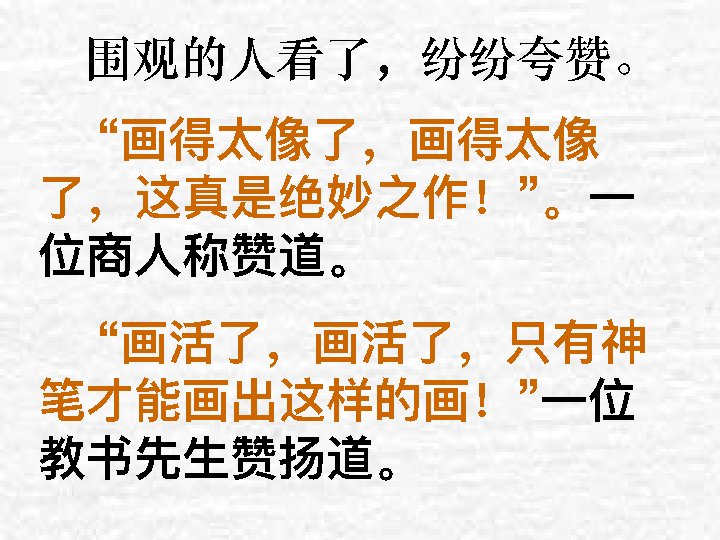 围观的人看了，纷纷夸赞。
“画得太像了，画得太像
了，这真是绝妙之作！”。一
位商人称赞道。
“画活了，画活了，只有神
笔才能画出这样的画！”一位
教书先生赞扬道。